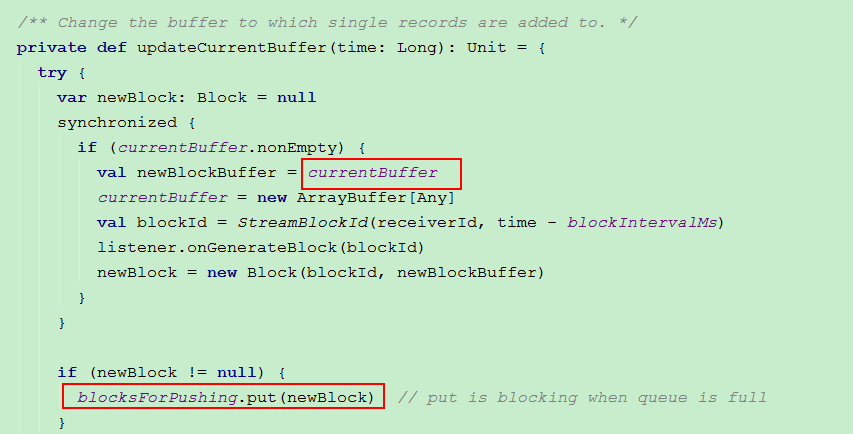 /** Change the buffer to which single records are added to. */
private def updateCurrentBuffer(time: Long): Unit = {
try {
var newBlock: Block = null
synchronized {
if (currentBuffer.nonEmpty) {
val newBlockBuffer = currentBuffer
currentBuffer = new ArrayBuffer[Any]
val blockId = StreamBlockId(receiverId, time - blockIntervalMs)
listener.onGenerateBlock(blockId)
newBlock = new Block(blockId, newBlockBuffer)
}
}
if (newBlock != null) {
blocksForPushing.put(newBlock) // put is blocking when queue is full
}